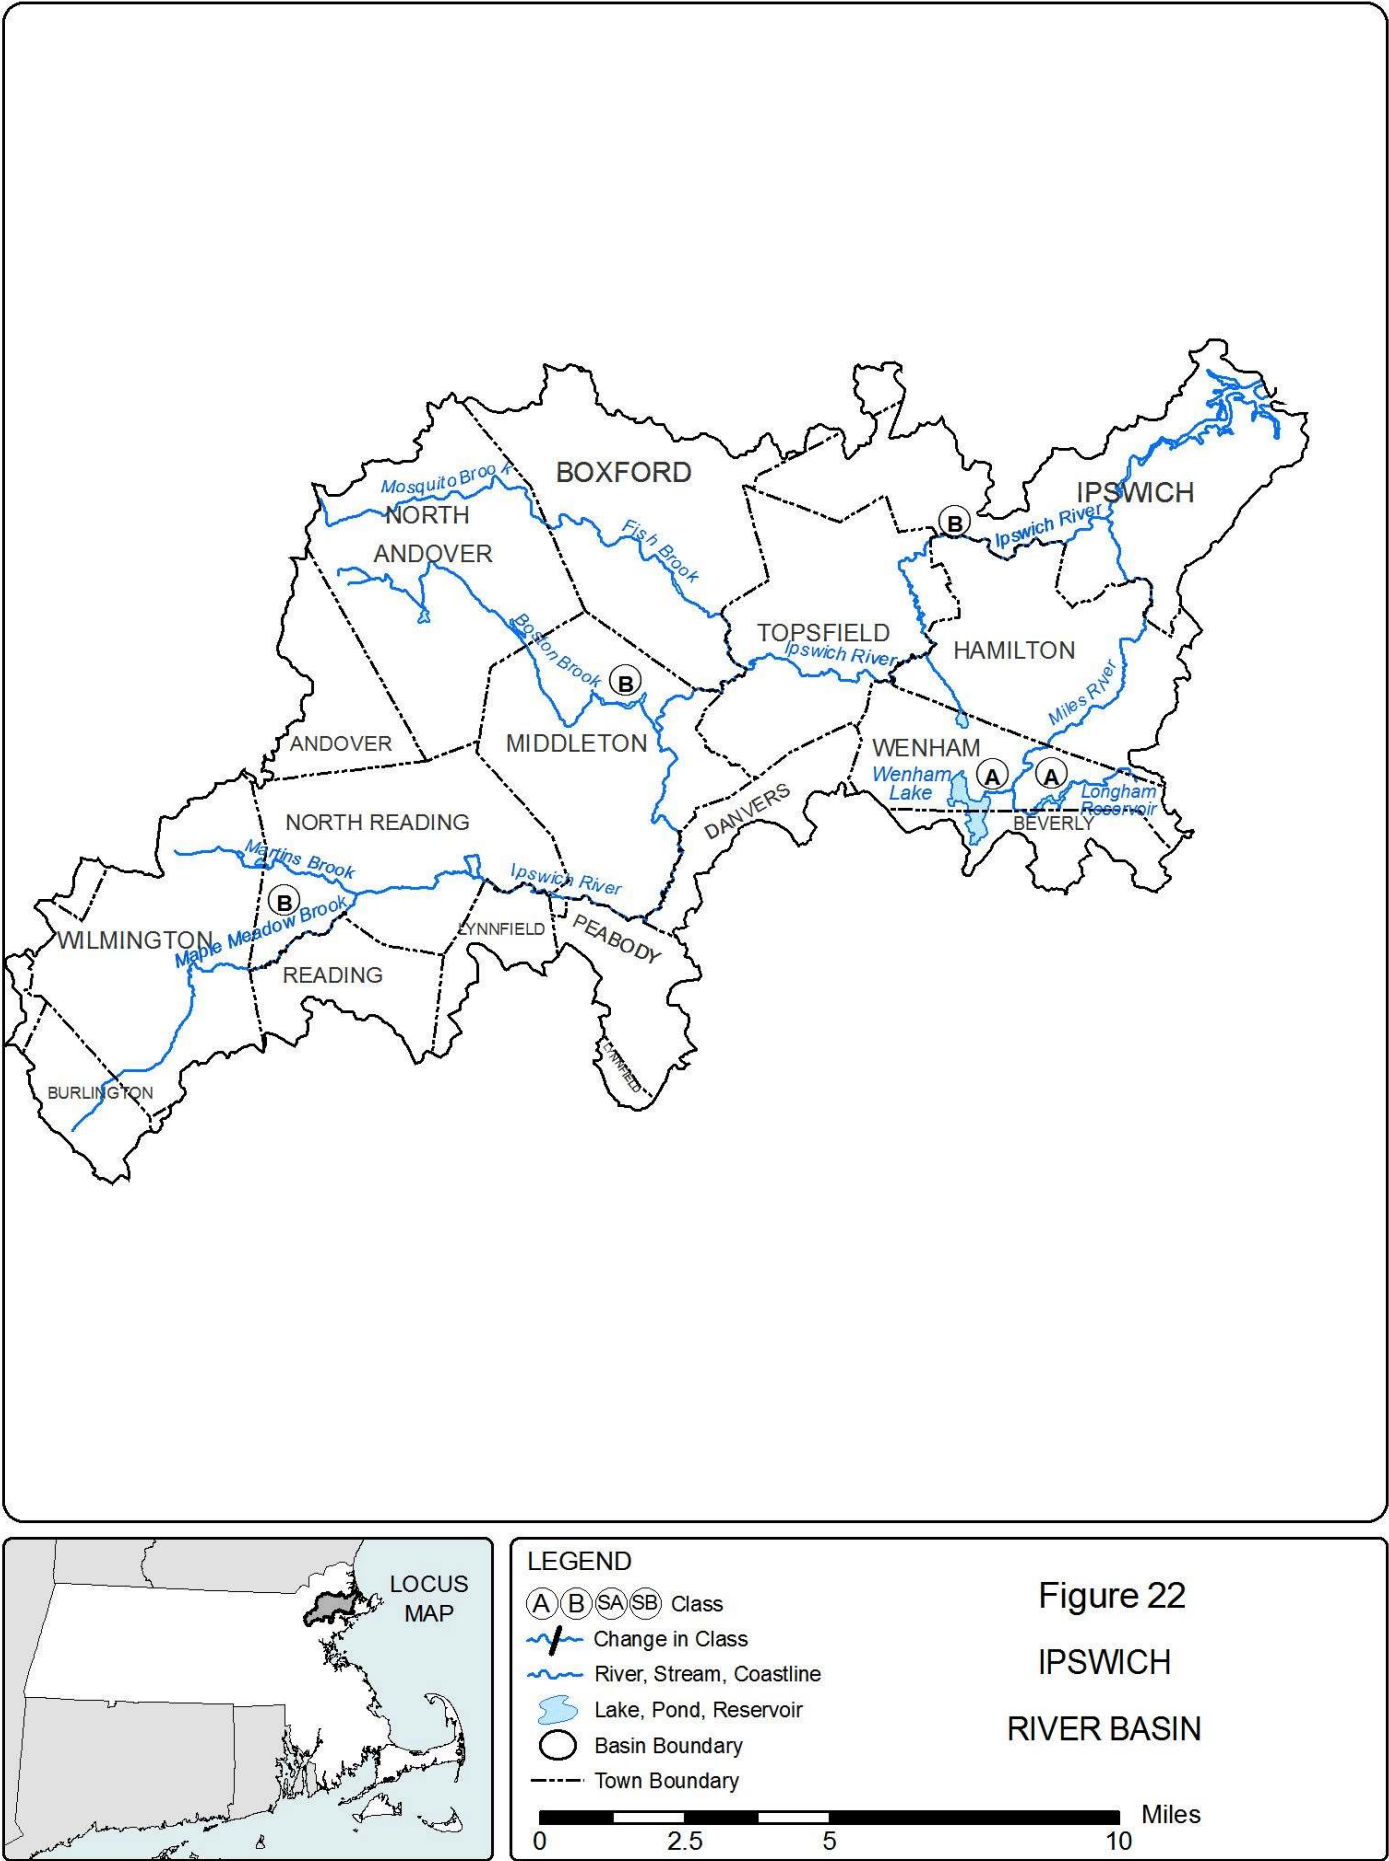 BOXFORD
Mosquito Brook
IPSWICH
NORTH
ANDOVER
B
Ipswich River
Fish Brook
TOPSFIELD
Ipswich River
HAMILTON
Boston Brook
B
Miles River
ANDOVER
MIDDLETON
WENHAM
Wenham
Lake
A
A
Longham
Reservoir
DANVERS
BEVERLY
NORTH READING
Martins Brook
Ipswich River
B
Maple Meadow Brook
WILMINGTON
LYNNFIELD
PEABODY
READING
LYNNFIELD
BURLINGTON
LOCUS
MAP
LEGEND
A B SA SB Class
Change in Class
River, Stream, Coastline
Lake, Pond, Reservoir
Basin Boundary
Town Boundary
Miles
0 2.5 5 10
Figure 22
IPSWICH
RIVER BASIN